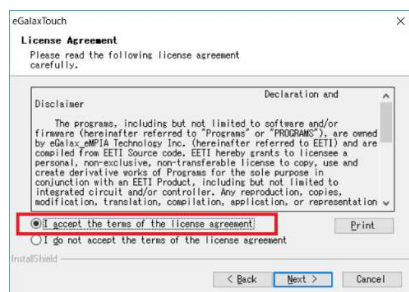 eGalaxTouch
License Agreement
Please read the following license agreement
carefully.
Declaration and
Disclaimer
The programs, including but not limited to software and/or
firmware (hereinafter referred to "Programs" or "PROGRAMS"), are owned
by eGalax_eMPIA Technology Inc. (hereinafter referred to EETI) and are
compiled from EETI Source code. EETI hereby grants to licensee a
personal, non-exclusive, non-transferable license to copy, use and
create derivative works of Programs for the sole purpose in
conjunction with an EETI Product, including but not limited to
integrated circuit and/or controller. Any reproduction, copies,
modification, translation, compilation, application, or representation
I accept the terms of the license agreement
Print
I do not accept the terms of the license agreement
InstallShield
< Back
Next >
Cancel